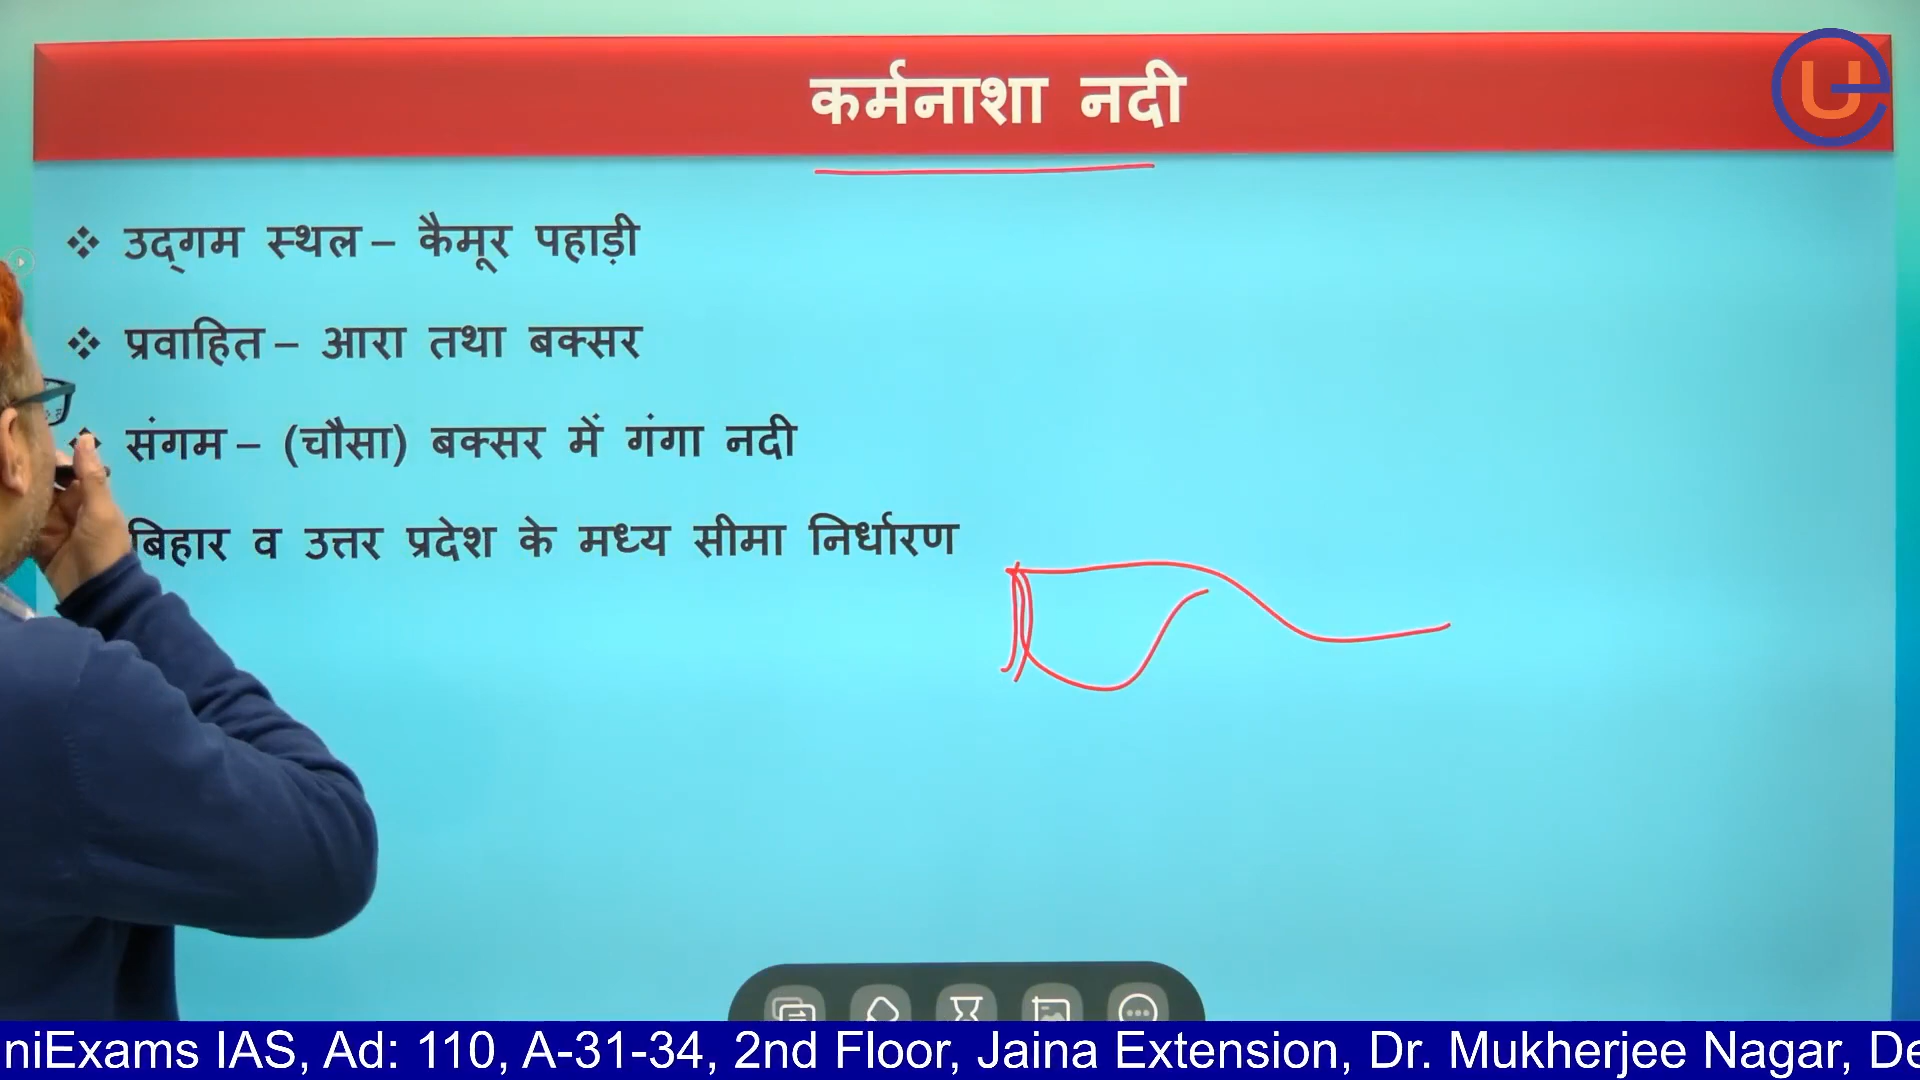 कर्मनाशा नदी
उद्गम स्थल – कैमूर पहाड़ी
प्रवाहित – आरा तथा बक्सर
संगम – (चौसा) बक्सर में गंगा नदी
बिहार व उत्तर प्रदेश के मध्य सीमा निर्धारण
niExams IAS, Ad: 110, A-31-34, 2nd Floor, Jaina Extension, Dr. Mukherjee Nagar, De